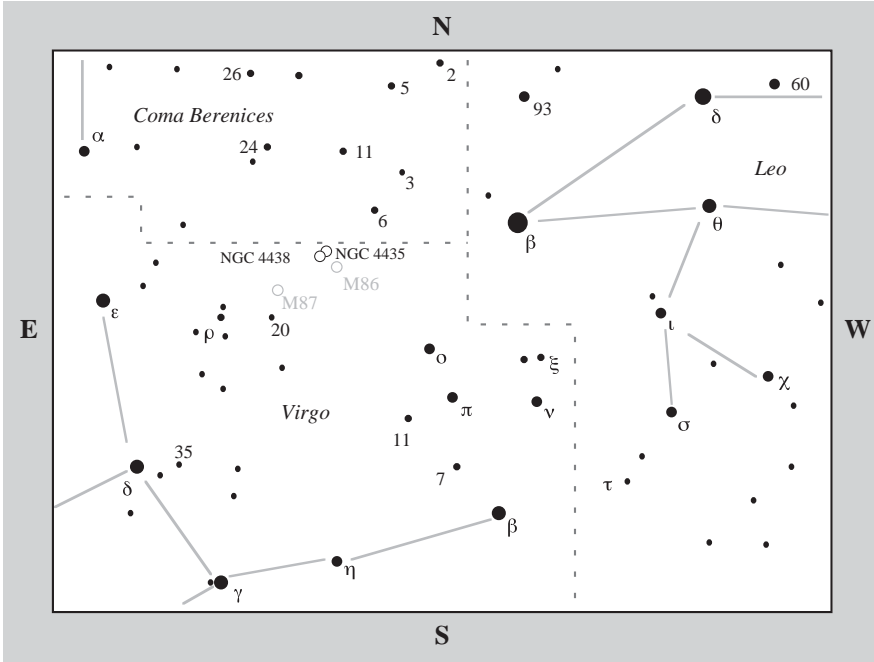 N
2
26
5
60
93
δ
Coma Berenices
α
24
11
Leo
3
6
θ
β
NGC 4438
NGC 4435
M86
M87
ε
E
W
ρ
20
ι
ο
ξ
χ
Virgo
π
ν
11
σ
35
7
τ
δ
β
η
γ
S